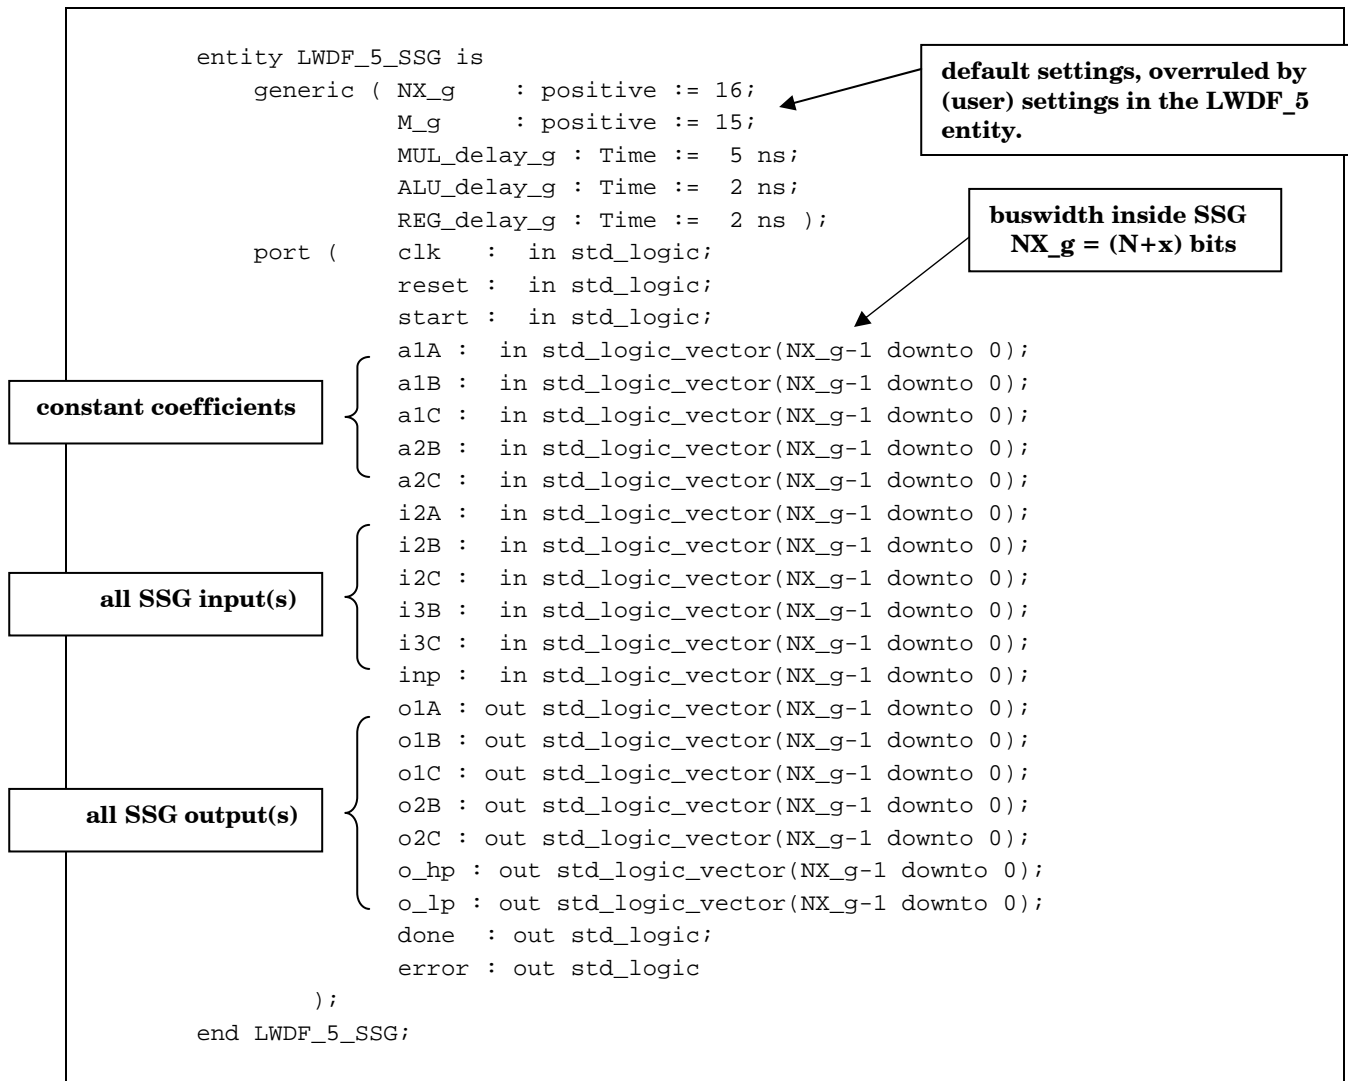 entity LWDF_5_SSG is
generic ( NX_g : positive := 16;
M_g : positive := 15;
MUL_delay_g : Time := 5 ns;
ALU_delay_g : Time := 2 ns;
REG_delay_g : Time := 2 ns );
port ( clk : in std_logic;
reset : in std_logic;
start : in std_logic;
a1A : in std_logic_vector(NX_g-1 downto 0);
a1B : in std_logic_vector(NX_g-1 downto 0);
a1C : in std_logic_vector(NX_g-1 downto 0);
a2B : in std_logic_vector(NX_g-1 downto 0);
a2C : in std_logic_vector(NX_g-1 downto 0);
i2A : in std_logic_vector(NX_g-1 downto 0);
i2B : in std_logic_vector(NX_g-1 downto 0);
i2C : in std_logic_vector(NX_g-1 downto 0);
i3B : in std_logic_vector(NX_g-1 downto 0);
i3C : in std_logic_vector(NX_g-1 downto 0);
inp : in std_logic_vector(NX_g-1 downto 0);
o1A : out std_logic_vector(NX_g-1 downto 0);
o1B : out std_logic_vector(NX_g-1 downto 0);
o1C : out std_logic_vector(NX_g-1 downto 0);
o2B : out std_logic_vector(NX_g-1 downto 0);
o2C : out std_logic_vector(NX_g-1 downto 0);
o_hp : out std_logic_vector(NX_g-1 downto 0);
o_lp : out std_logic_vector(NX_g-1 downto 0);
done : out std_logic;
error : out std_logic
);
end LWDF_5_SSG;
default settings, overruled by
(user) settings in the LWDF_5
entity.
buswidth inside SSG
NX_g = (N+x) bits
constant coefficients
all SSG input(s)
all SSG output(s)